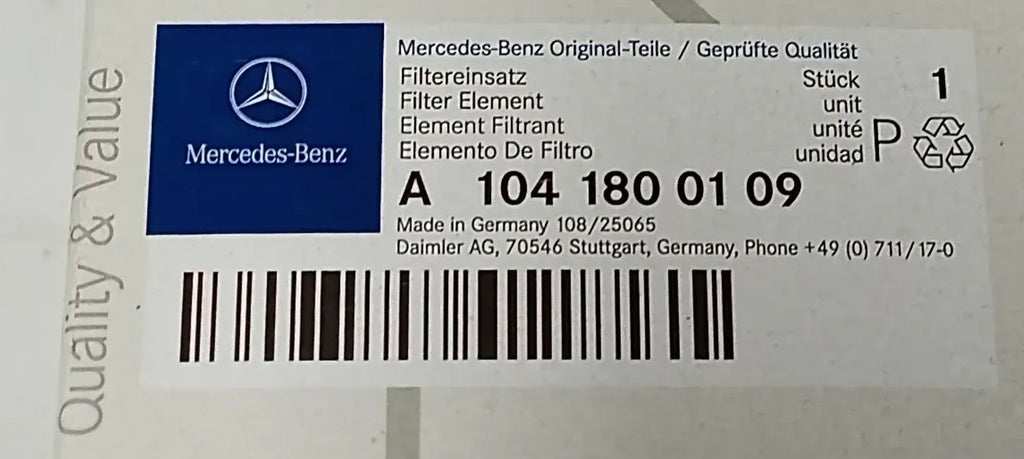 Quality & Value
Mercedes-Benz
Mercedes-Benz Original-Teile / Geprüfte Qualität
Filtereinsatz Stück 1
Filter Element unit
Element Filtrant unité P
Elemento De Filtro unidad
A 104 180 01 09
Made in Germany 108/25065
Daimler AG, 70546 Stuttgart, Germany, Phone +49 (0) 711/17-0